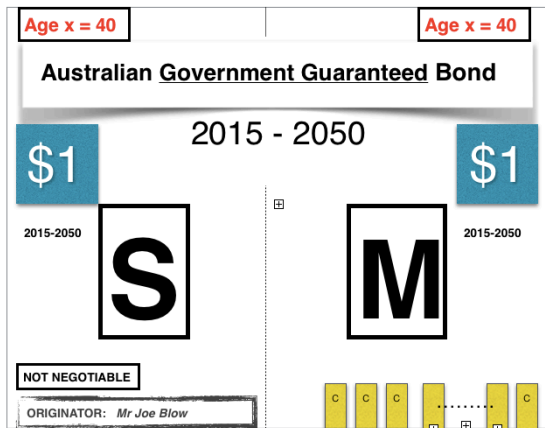 Age x = 40
Age x = 40
Australian Government Guaranteed Bond
2015 - 2050
$1
$1
2015-2050
2015-2050
S
M
NOT NEGOTIABLE
ORIGINATOR: Mr Joe Blow
C C C C ......... C C